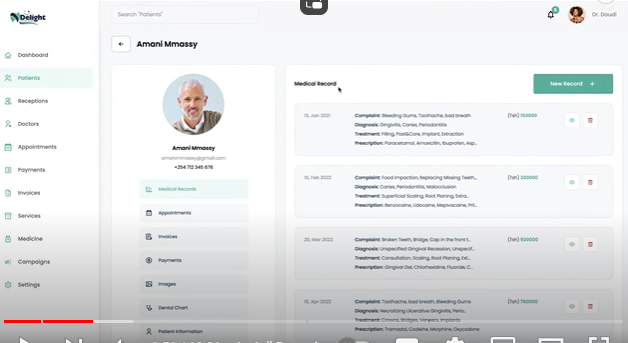 Delight
Search "Patients"
Dr. Daudi
Amani Mmassy
Dashboard
Patients
Receptions
Doctors
Appointments
Payments
Invoices
Services
Medicine
Campaigns
Settings
Amani Mmassy
amanimmassy@gmail.com
+254 712 345 678
Medical Records
Appointments
Invoices
Payments
Images
Dental Chart
Patient Information
Medical Record
New Record +
13, Jan 2021
Complaint: Bleeding Gums, Toothache, bad breath
Diagnosis: Gingivitis, Caries, Periodontitis
Treatment: Filling, Post&Core, Implant, Extraction
Prescription: Paracetamol, Amoxicillin, Ibuprofen, Asp...
(Tsh) 150000
10, Feb 2022
Complaint: Food Impaction, Replacing Missing Teeth,...
Diagnosis: Caries, Periodontitis, Malocclusion
Treatment: Superficial Scaling, Root Planing, Extra...
Prescription: Benzocaine, Lidocaine, Mepivacaine, Pril...
(Tsh) 300000
20, Mar 2022
Complaint: Broken Teeth, Bridge, Cap in the front t...
Diagnosis: Unspecified Gingival Recession, Unspecif...
Treatment: Consultation, Scaling, Root Planing, Ext...
Prescription: Gingival Gel, Chlorhexidine, Fluoride, C...
(Tsh) 500000
10, Apr 2022
Complaint: Toothache, bad breath, Bleeding Gums
Diagnosis: Necrotizing Ulcerative Gingivitis, Perio...
Treatment: Crowns, Bridges, Veneers, Implants
Prescription: Tramadol, Codeine, Morphine, Oxycodone